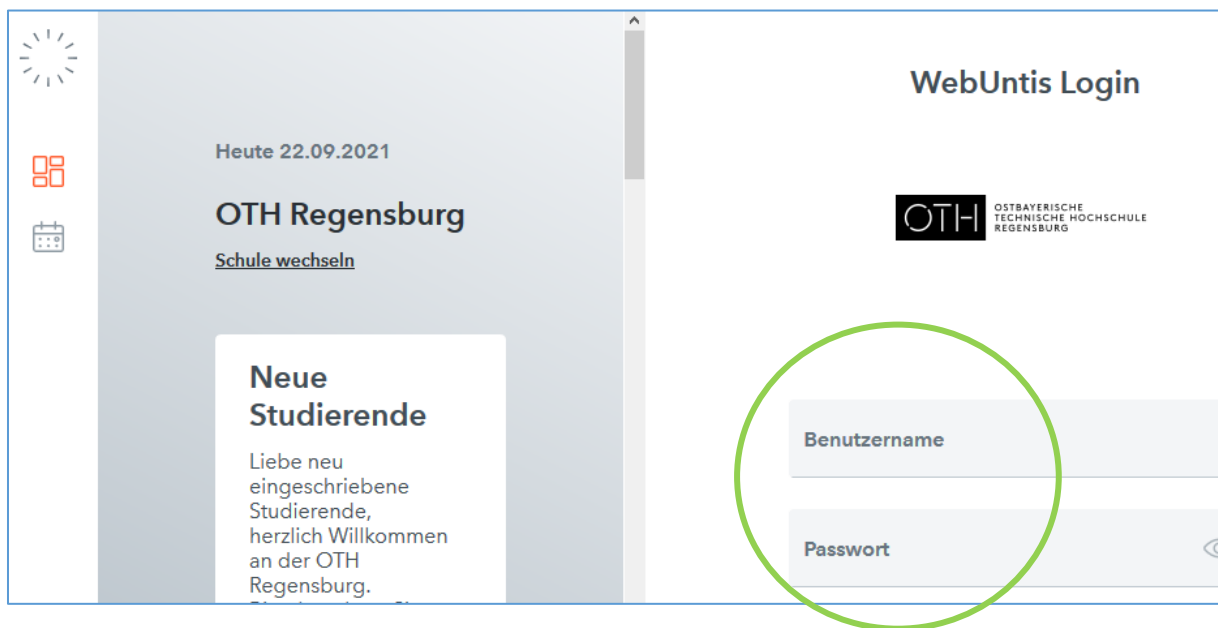 Heute 22.09.2021
OTH Regensburg
Schule wechseln
Neue
Studierende
Liebe neu
eingeschriebene
Studierende,
herzlich Willkommen
an der OTH
Regensburg.
WebUntis Login
OTH
OSTBAYERISCHE
TECHNISCHE HOCHSCHULE
REGENSBURG
Benutzername
Passwort